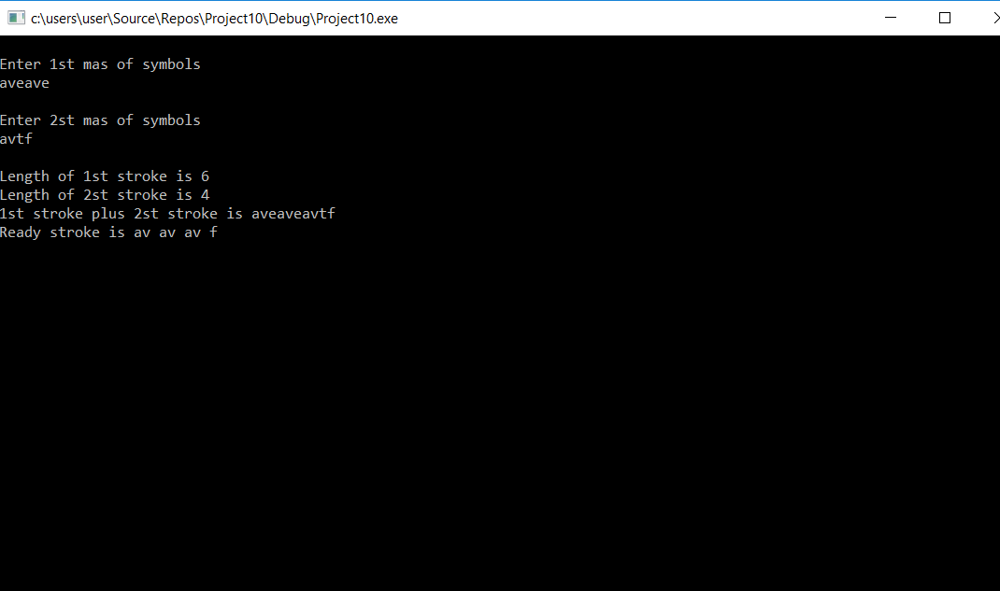 c:\users\user\Source\Repos\Project10\Debug\Project10.exe
Enter 1st mas of symbols
aveave
Enter 2st mas of symbols
avtf
Length of 1st stroke is 6
Length of 2st stroke is 4
1st stroke plus 2st stroke is aveaveavtf
Ready stroke is av av av f